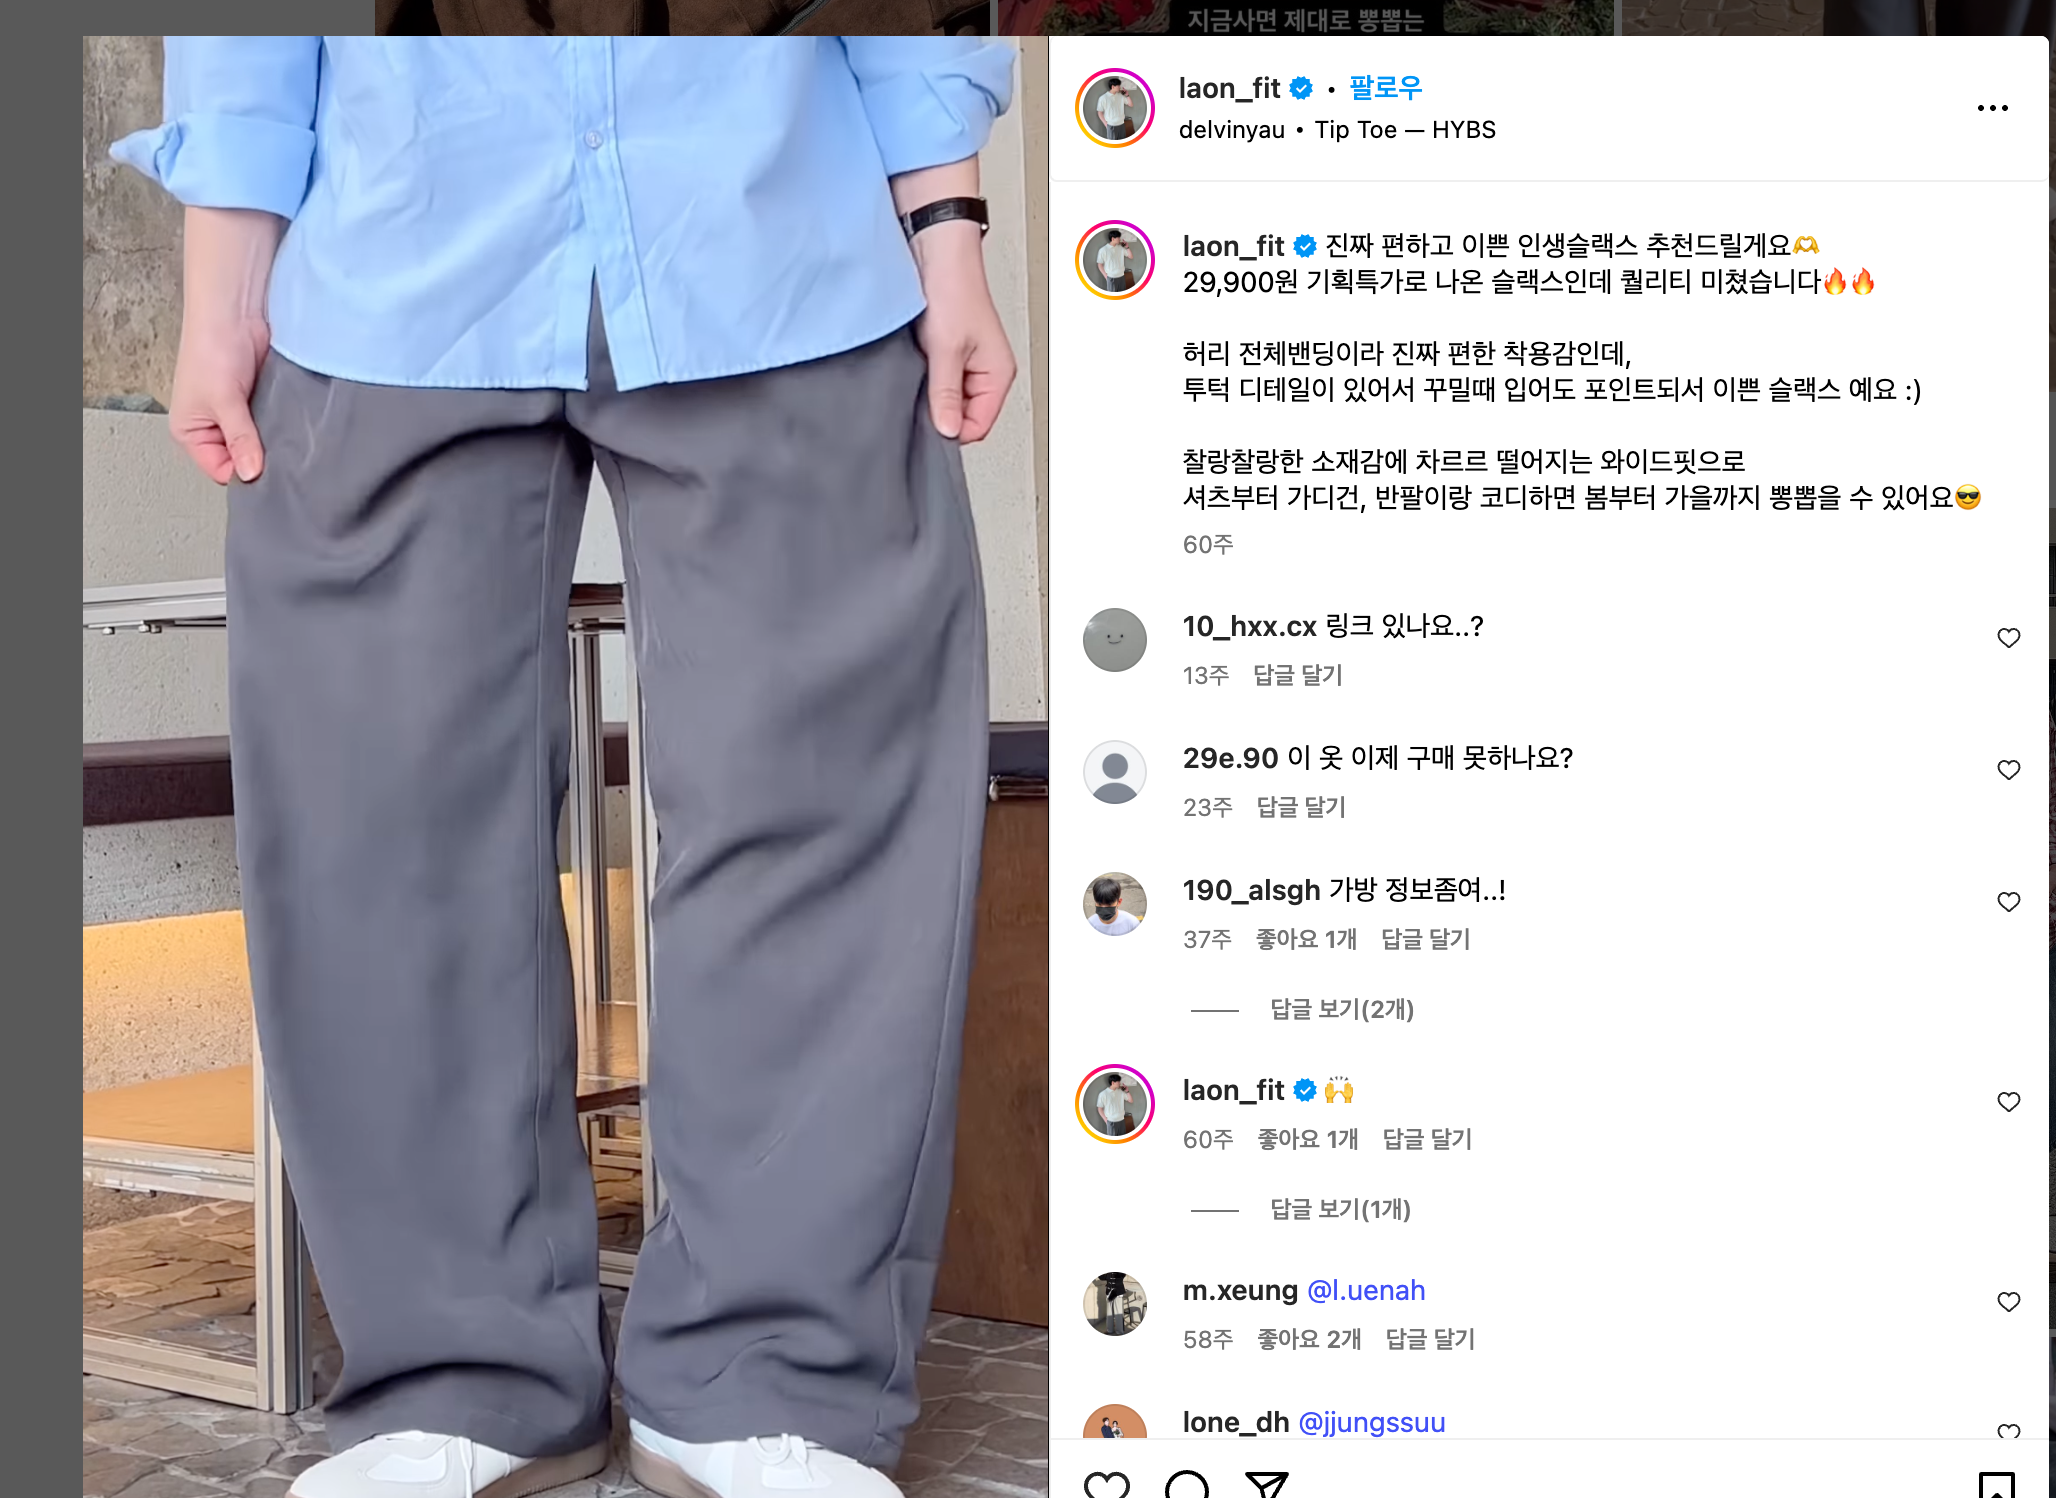 지금사면 제대로 뽕뽑는
laon_fit • 팔로우
delvinyau • Tip Toe — HYBS
laon_fit 진짜 편하고 이쁜 인생슬랙스 추천드릴게요🫶
29,900원 기획특가로 나온 슬랙스인데 퀄리티 미쳤습니다🔥🔥
허리 전체밴딩이라 진짜 편한 착용감인데,
투턱 디테일이 있어서 꾸밀때 입어도 포인트되서 이쁜 슬랙스 예요 :)
찰랑찰랑한 소재감에 차르르 떨어지는 와이드핏으로
셔츠부터 가디건, 반팔이랑 코디하면 봄부터 가을까지 뽕뽑을 수 있어요😎
60주
10_hxx.cx 링크 있나요..?
13주 답글 달기
29e.90 이 옷 이제 구매 못하나요?
23주 답글 달기
190_alsgh 가방 정보좀여..!
37주 좋아요 1개 답글 달기
답글 보기(2개)
laon_fit 🙌
60주 좋아요 1개 답글 달기
답글 보기(1개)
m.xeung @l.uenah
58주 좋아요 2개 답글 달기
lone_dh @jjungssuu